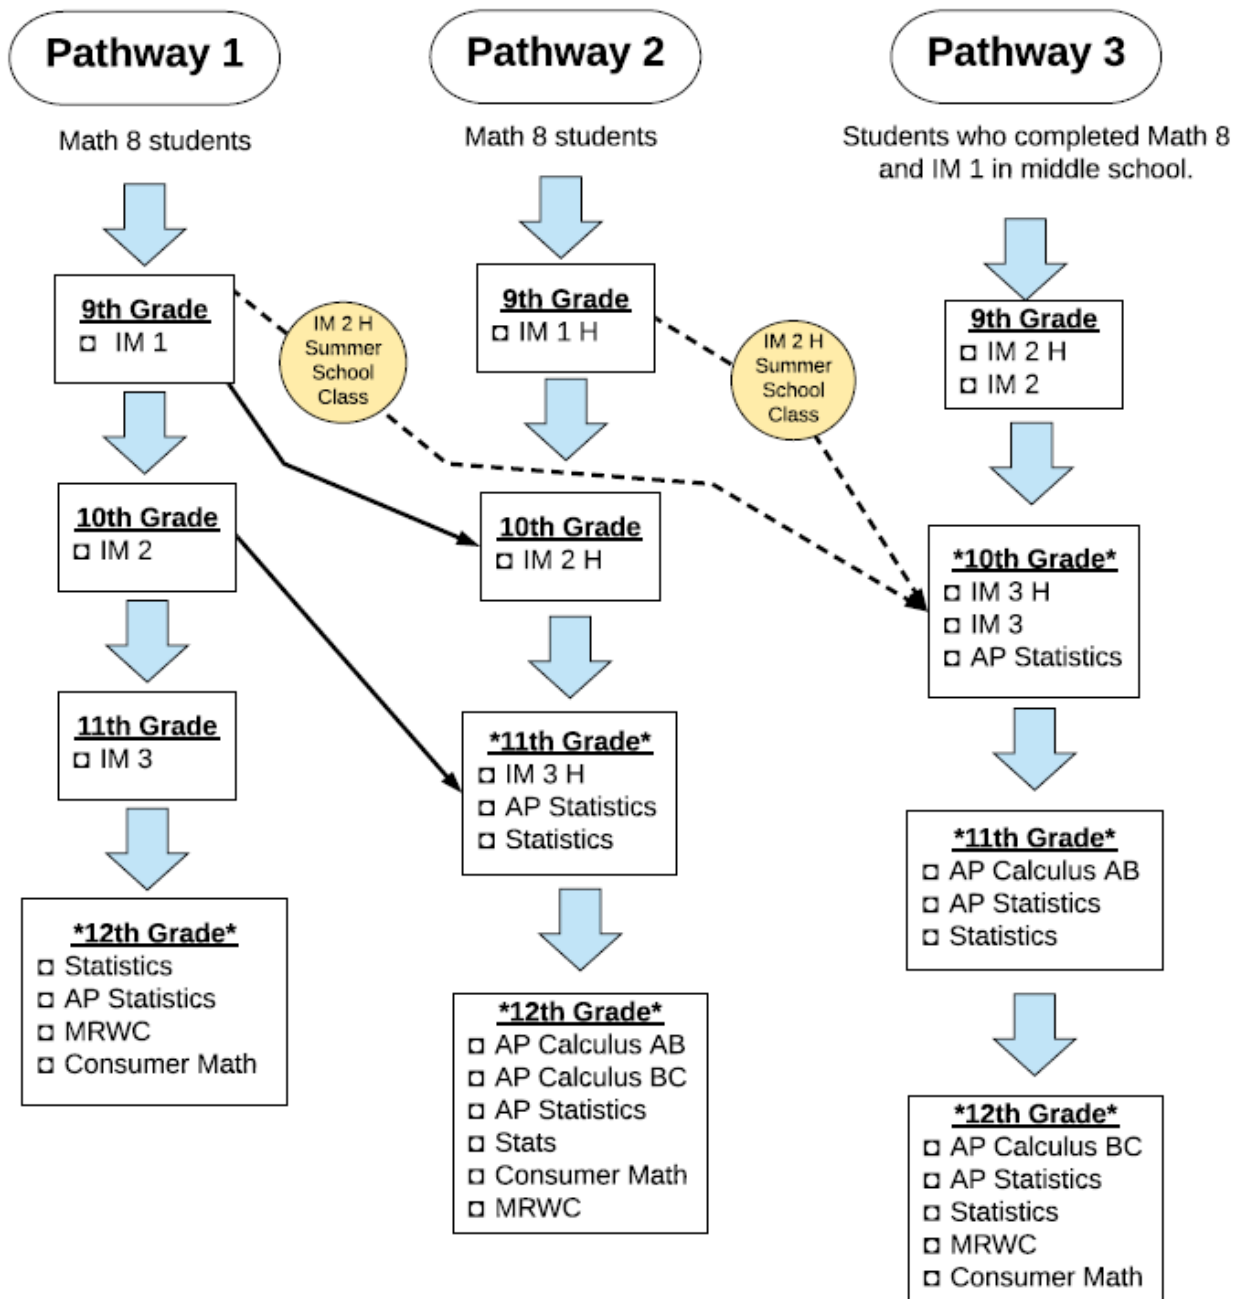 Pathway 1
Math 8 students
9th Grade
IM 1
10th Grade
IM 2
11th Grade
IM 3
*12th Grade*
Statistics
AP Statistics
MRWC
Consumer Math
IM 2 H
Summer
School
Class
Pathway 2
Math 8 students
9th Grade
IM 1 H
10th Grade
IM 2 H
*11th Grade*
IM 3 H
AP Statistics
Statistics
*12th Grade*
AP Calculus AB
AP Calculus BC
AP Statistics
Stats
Consumer Math
MRWC
IM 2 H
Summer
School
Class
Pathway 3
Students who completed Math 8
and IM 1 in middle school.
9th Grade
IM 2 H
IM 2
*10th Grade*
IM 3 H
IM 3
AP Statistics
*11th Grade*
AP Calculus AB
AP Statistics
Statistics
*12th Grade*
AP Calculus BC
AP Statistics
Statistics
MRWC
Consumer Math